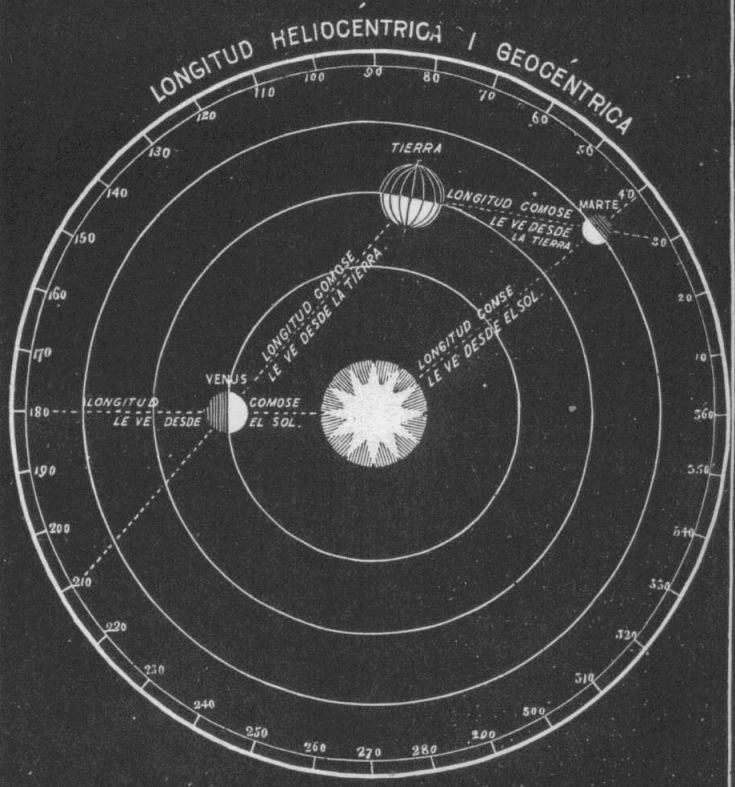 LONGITUD HELIOCENTRICA I GEOCENTRICA
90
80
70
60
50
40
30
20
10
360
350
340
330
320
310
500
290
280
270
260
250
240
230
220
210
200
190
180
170
160
150
140
130
120
110
100
TIERRA
LONGITUD COMOSE
LE VE DESDE
LA TIERRA
MARTE
LONGITUD COMOSE
LE VE DESDE LA TIERRA
LONGITUD CONSE
LE VE DESDE EL SOL
VENUS
LONGITUD COMOSE
LE VE DESDE EL SOL.